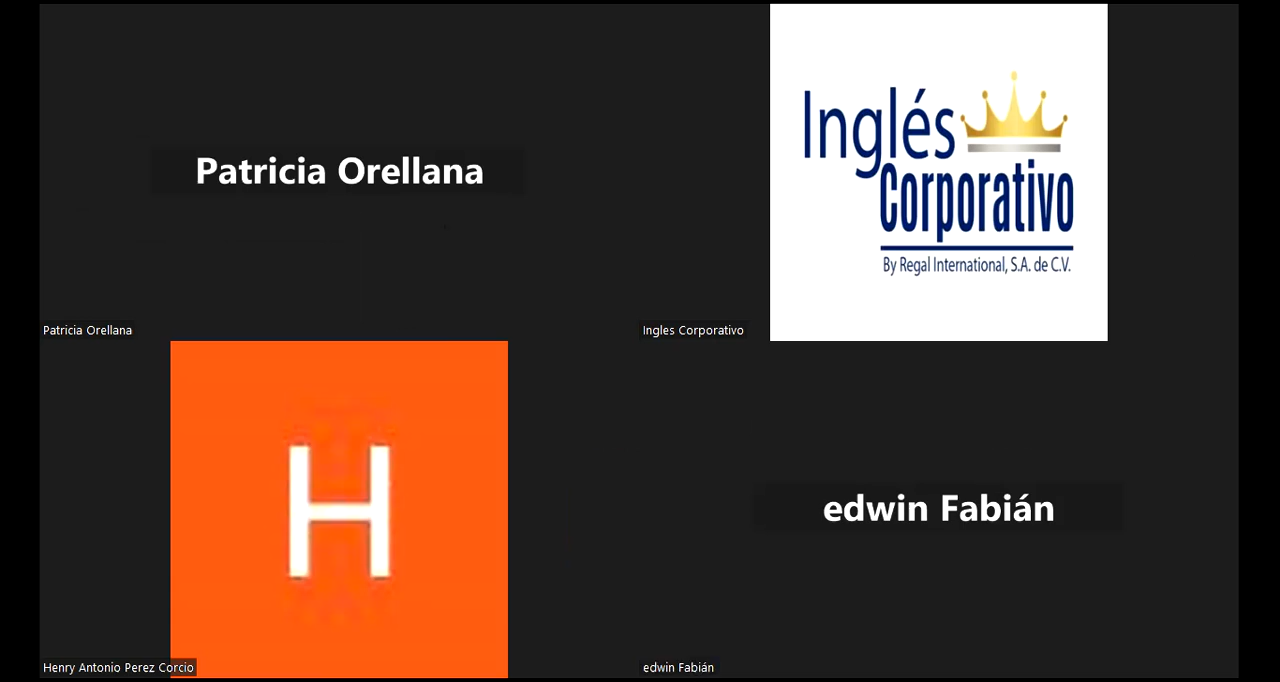 Patricia Orellana
Patricia Orellana
Inglés
Corporativo
By Regal International, S.A. de C.V.
Ingles Corporativo
H
Henry Antonio Perez Corcio
edwin Fabián
edwin Fabián